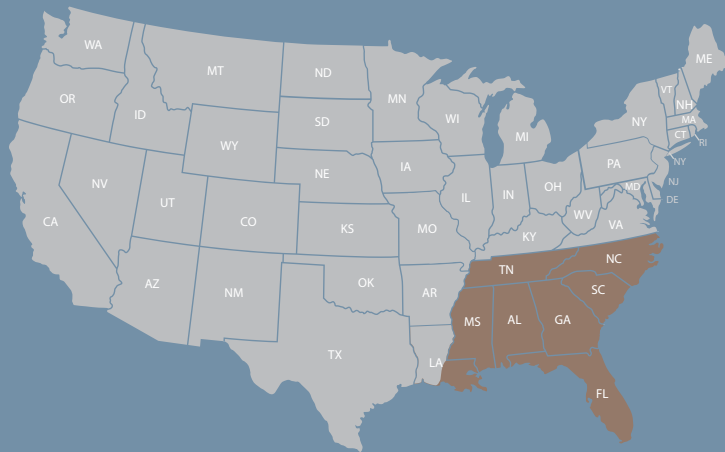 WA
ME
MT
ND
VT
OR
MN
NH
ID
SD
WI
NY
MA
MI
CT
RI
WY
NY
PA
IA
NE
NV
OH
NJ
MD
IL
IN
UT
DE
WV
CA
CO
KS
MO
VA
KY
NC
TN
AZ
OK
SC
NM
AR
MS
AL
GA
TX
LA
FL